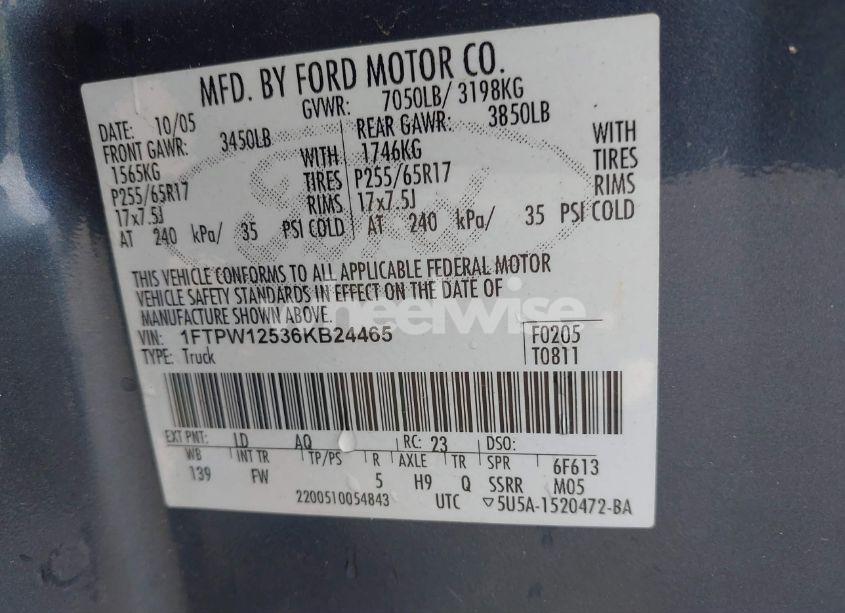 MFD. BY FORD MOTOR CO.
DATE: 10/05 GVWR: 7050LB/ 3198KG
FRONT GAWR: 3450LB REAR GAWR: 3850LB
1565KG WITH 1746KG WITH
P255/65R17 TIRES P255/65R17 TIRES
17x7.5J RIMS 17x7.5J RIMS
AT 240 kPa/ 35 PSI COLD AT 240 kPa/ 35 PSI COLD
THIS VEHICLE CONFORMS TO ALL APPLICABLE FEDERAL MOTOR
VEHICLE SAFETY STANDARDS IN EFFECT ON THE DATE OF
MANUFACTURE SHOWN ABOVE.
VIN: 1FTPW12536KB24465 F0205
TYPE: Truck T0811
EXT PNT: ID AQ RC: 23 DSO:
WB INT TR TP/PS R AXLE TR SPR 6F613
139 FW 5 H9 Q SSRR M05
2200510054843 UTC ▽5U5A-1520472-BA
Ford
wheelwise